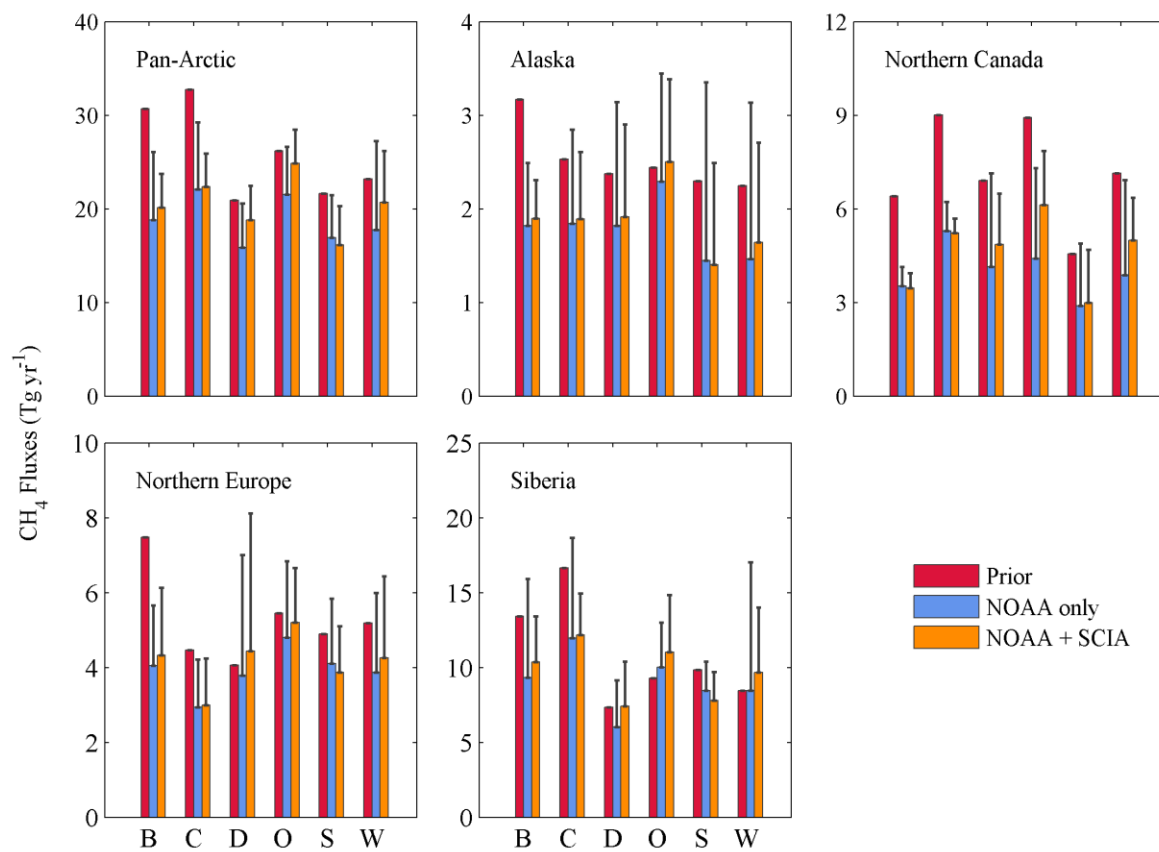 Pan-Arctic
40
30
20
10
0
Alaska
4
3
2
1
0
Northern Canada
12
9
6
3
0
CH4 Fluxes (Tg yr-1)
Northern Europe
10
8
6
4
2
0
B C D O S W
Siberia
25
20
15
10
5
0
B C D O S W
Prior
NOAA only
NOAA + SCIA